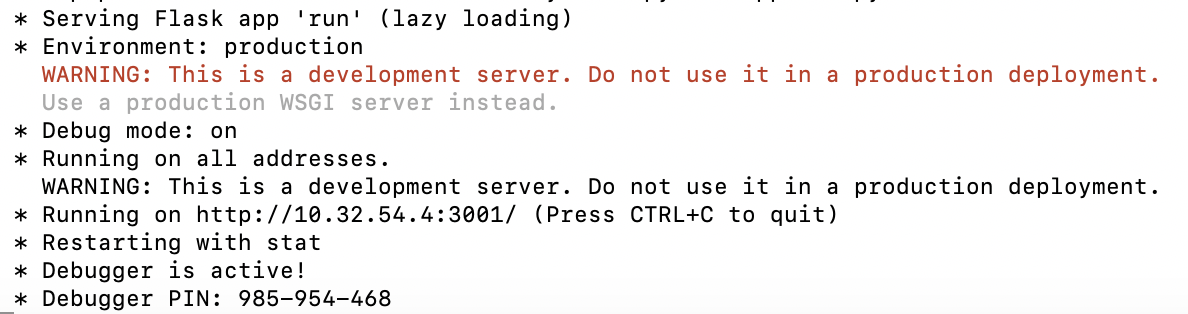 * Serving Flask app 'run' (lazy loading)
* Environment: production
WARNING: This is a development server. Do not use it in a production deployment.
Use a production WSGI server instead.
* Debug mode: on
* Running on all addresses.
WARNING: This is a development server. Do not use it in a production deployment.
* Running on http://10.32.54.4:3001/ (Press CTRL+C to quit)
* Restarting with stat
* Debugger is active!
* Debugger PIN: 985-954-468